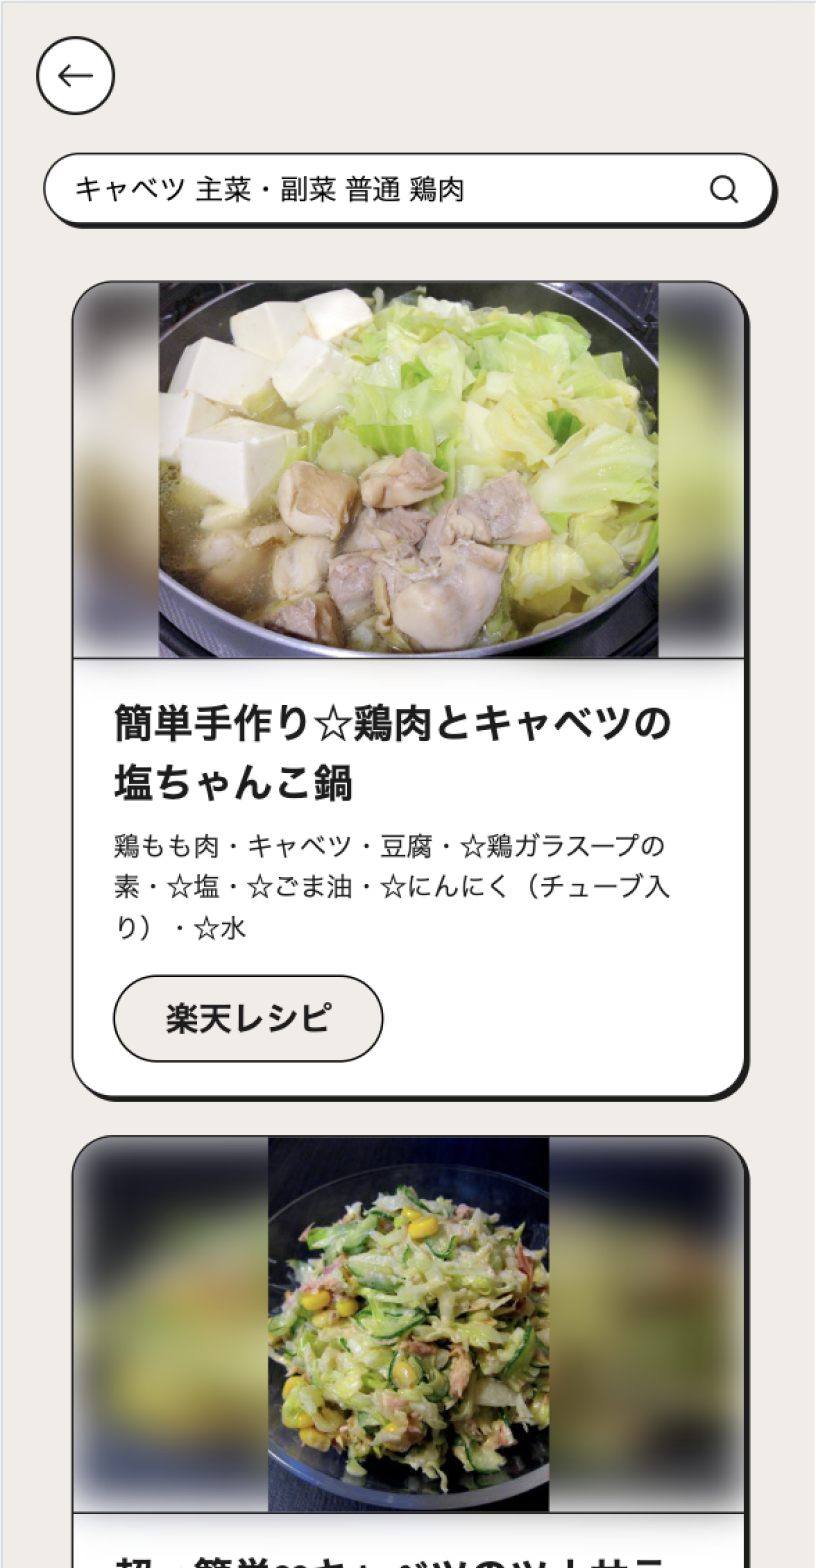 キャベツ 主菜・副菜 普通 鶏肉
簡単手作り☆鶏肉とキャベツの
塩ちゃんこ鍋
鶏もも肉・キャベツ・豆腐・☆鶏ガラスープの
素・☆塩・☆ごま油・☆にんにく（チューブ入
り）・☆水
楽天レシピ